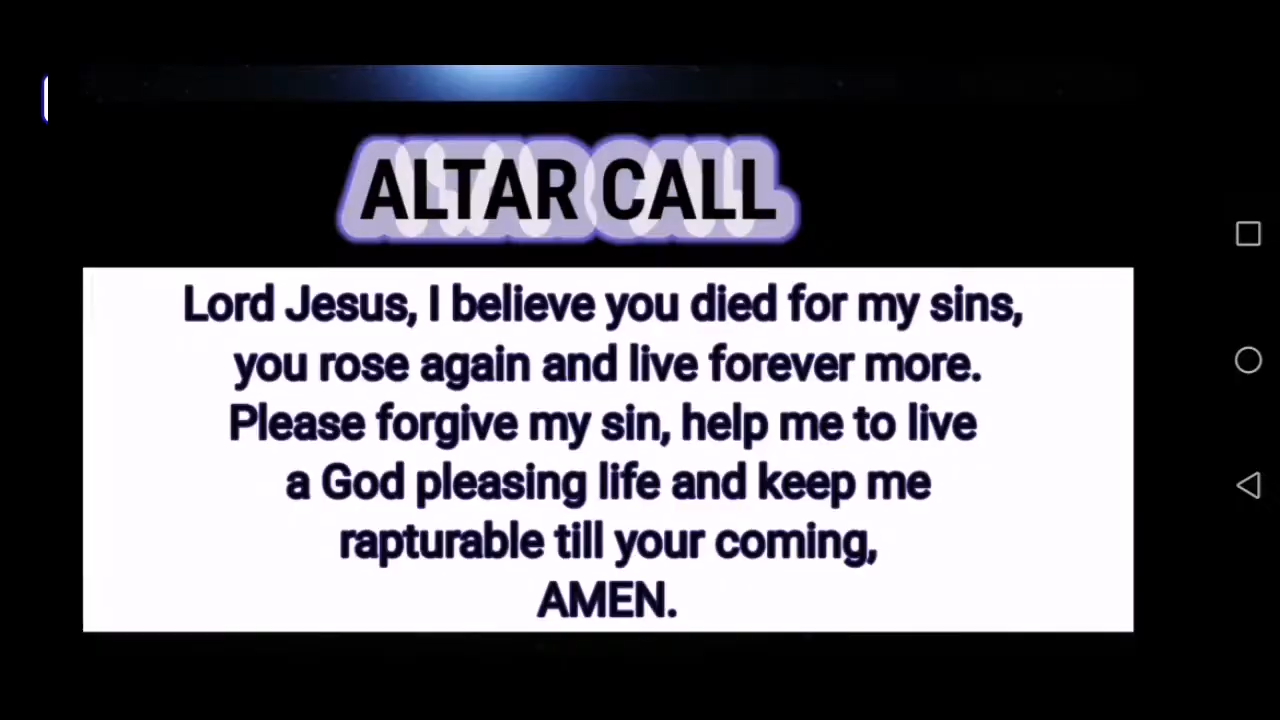 ALTAR CALL
Lord Jesus, I believe you died for my sins,
you rose again and live forever more.
Please forgive my sin, help me to live
a God pleasing life and keep me
rapturable till your coming,
AMEN.